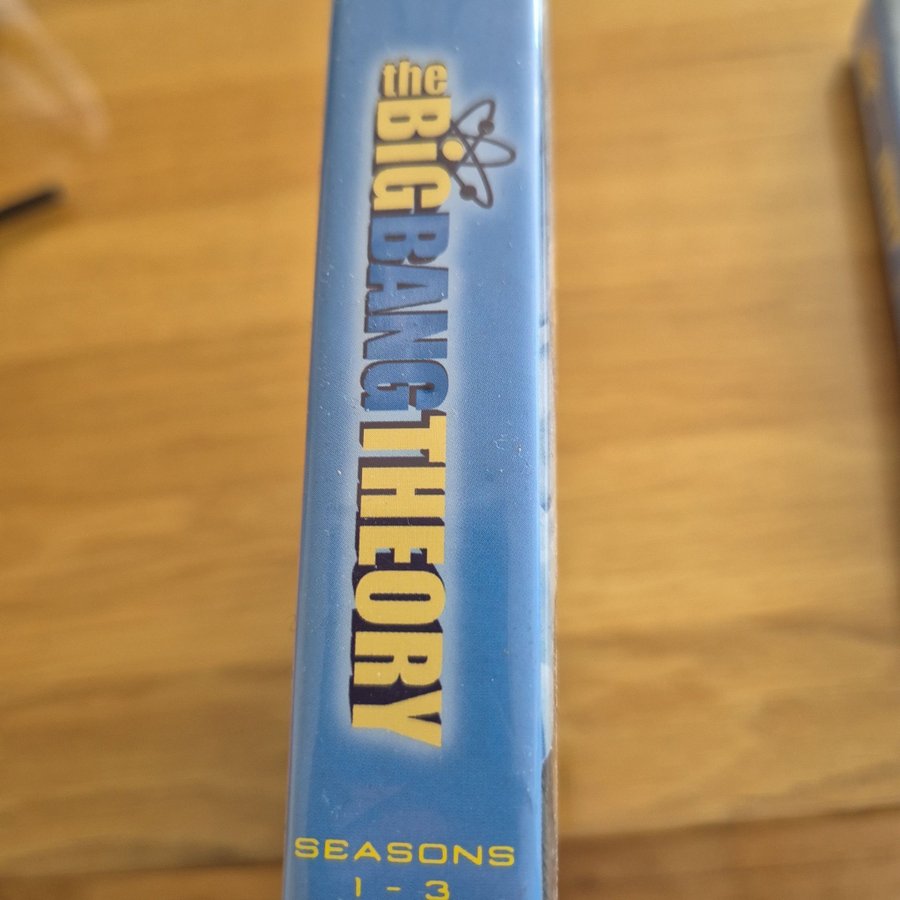 the
BiG
BANG
THEORY
SEASONS
1 - 3